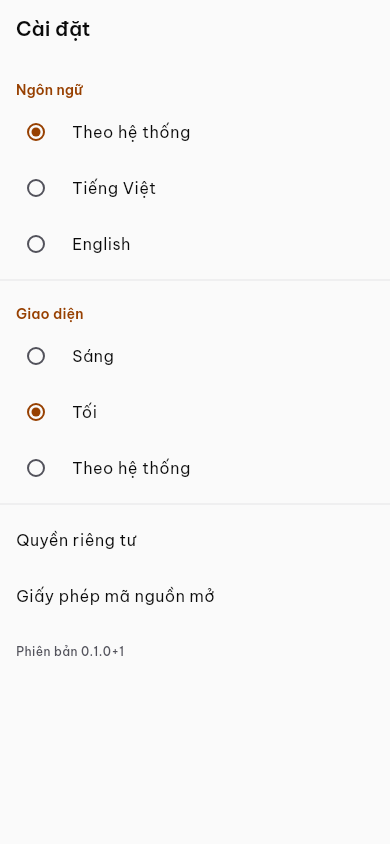 Cài đặt
Ngôn ngữ
Theo hệ thống
Tiếng Việt
English
Giao diện
Sáng
Tối
Theo hệ thống
Quyền riêng tư
Giấy phép mã nguồn mở
Phiên bản 0.1.0+1